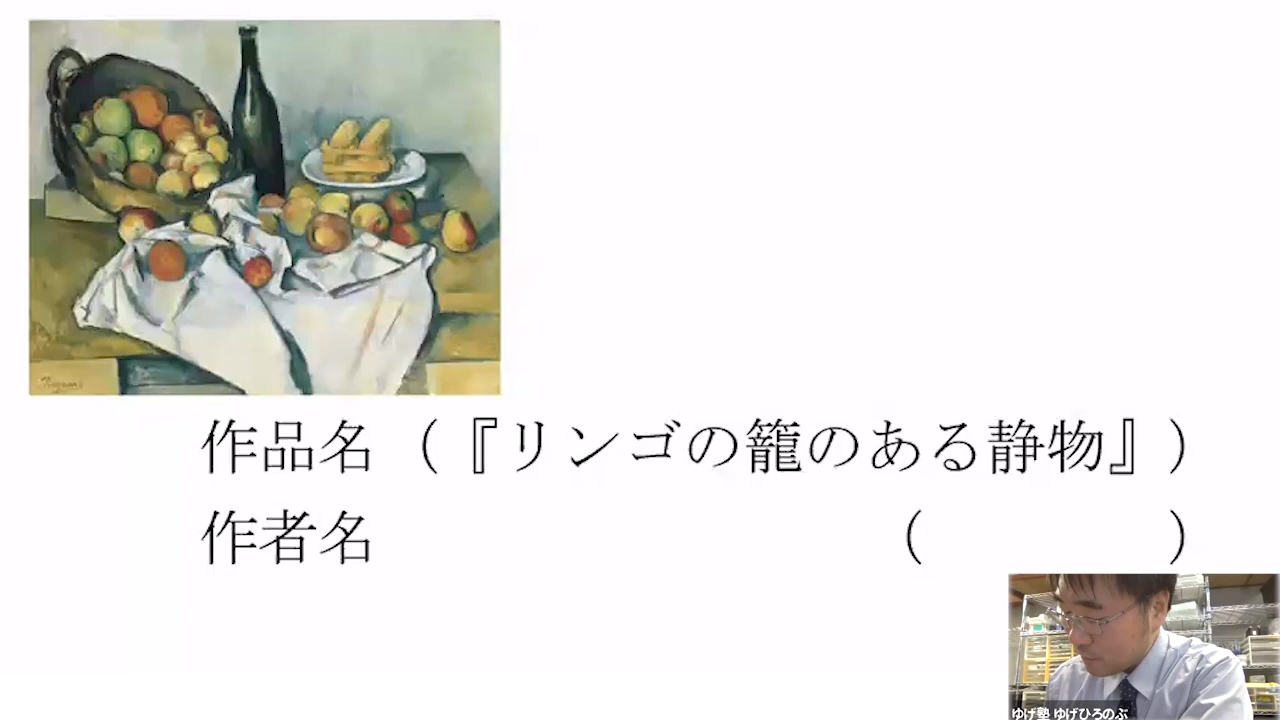 作品名（『リンゴの籠のある静物』）
作者名（　　　　）
ゆげ塾 ゆげひろのぶ